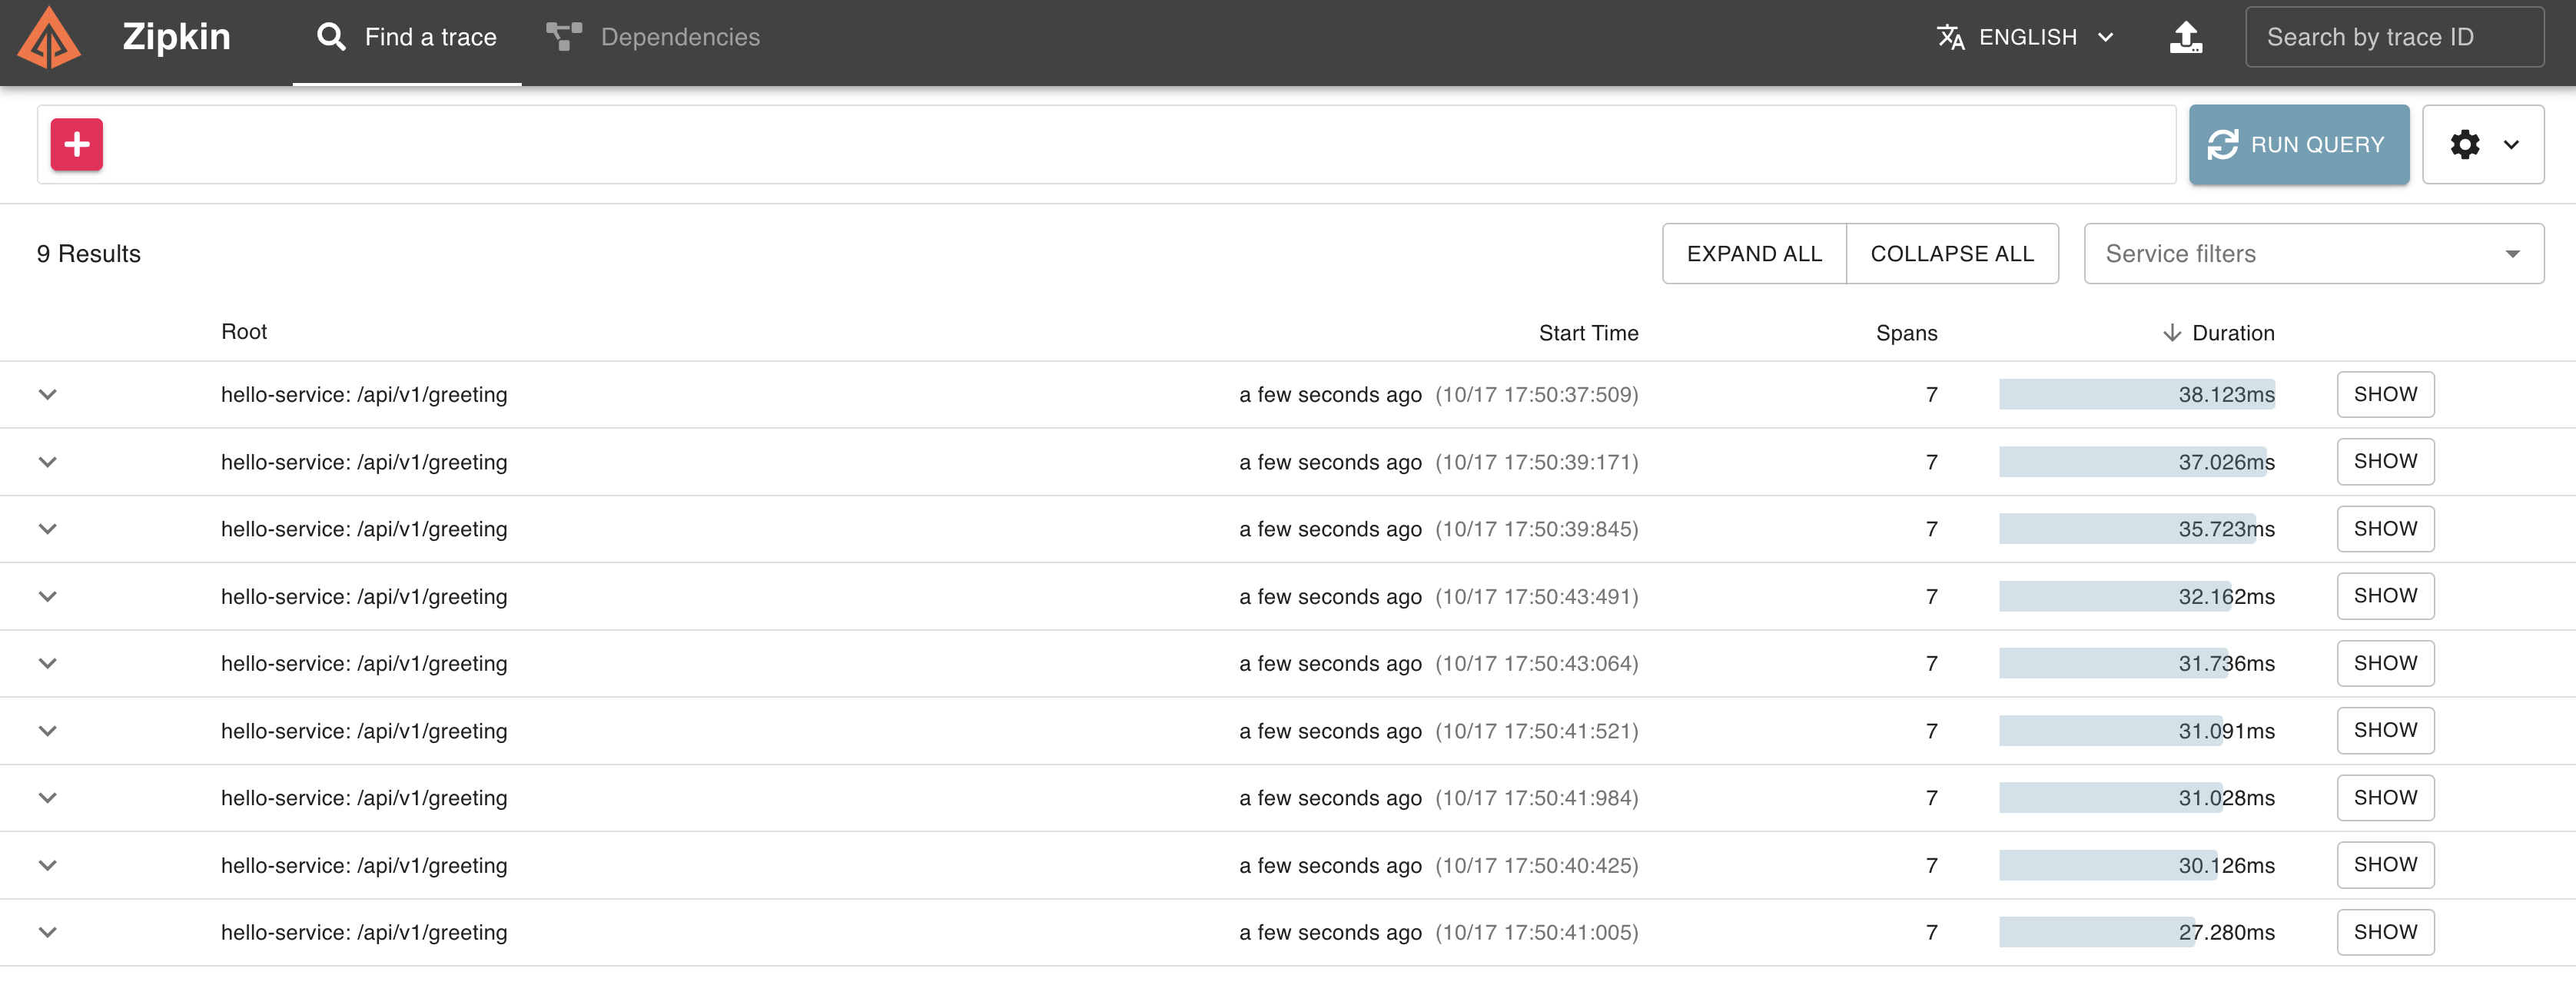 Zipkin Find a trace Dependencies ENGLISH Search by trace ID
RUN QUERY
9 Results EXPAND ALL COLLAPSE ALL Service filters
Root Start Time Spans Duration
hello-service: /api/v1/greeting a few seconds ago (10/17 17:50:37:509) 7 38.123ms SHOW
hello-service: /api/v1/greeting a few seconds ago (10/17 17:50:39:171) 7 37.026ms SHOW
hello-service: /api/v1/greeting a few seconds ago (10/17 17:50:39:845) 7 35.723ms SHOW
hello-service: /api/v1/greeting a few seconds ago (10/17 17:50:43:491) 7 32.162ms SHOW
hello-service: /api/v1/greeting a few seconds ago (10/17 17:50:43:064) 7 31.736ms SHOW
hello-service: /api/v1/greeting a few seconds ago (10/17 17:50:41:521) 7 31.091ms SHOW
hello-service: /api/v1/greeting a few seconds ago (10/17 17:50:41:984) 7 31.028ms SHOW
hello-service: /api/v1/greeting a few seconds ago (10/17 17:50:40:425) 7 30.126ms SHOW
hello-service: /api/v1/greeting a few seconds ago (10/17 17:50:41:005) 7 27.280ms SHOW